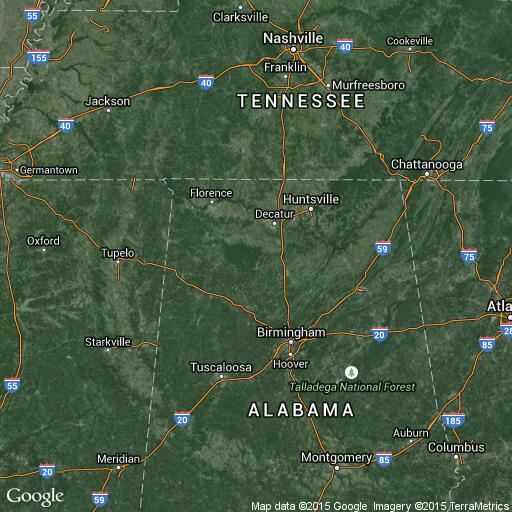 55
Clarksville
Nashville
40
Cookeville
155
Franklin
40
Murfreesboro
Jackson
TENNESSEE
40
75
Chattanooga
Germantown
Florence
Huntsville
Decatur
Oxford
59
Tupelo
75
Atla
28
Birmingham
20
Starkville
85
Hoover
Tuscaloosa
55
Talladega National Forest
ALABAMA
20
185
Auburn
Meridian
Montgomery
Columbus
20
85
59
Google
Map data ©2015 Google Imagery ©2015 TerraMetrics